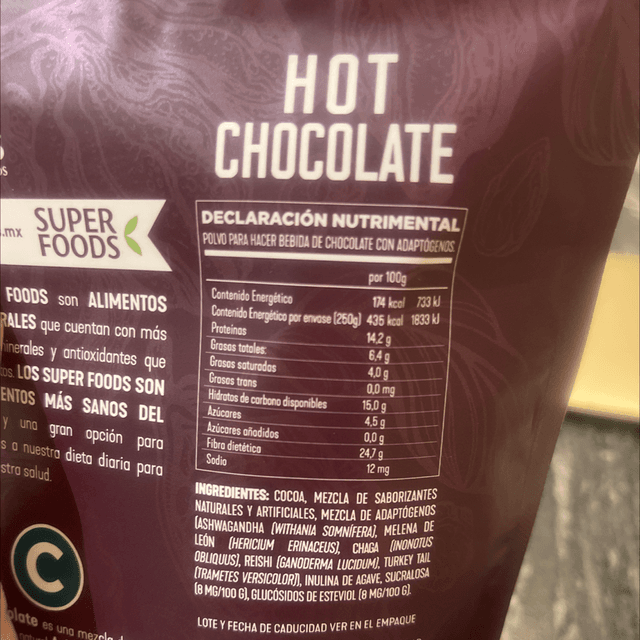 HOT
CHOCOLATE
.mx SUPER
FOODS
DECLARACIÓN NUTRIMENTAL
POLVO PARA HACER BEBIDA DE CHOCOLATE CON ADAPTÓGENOS
por 100g
Contenido Energético 174 kcal 733 kJ
Contenido Energético por envase (250g) 435 kcal 1833 kJ
Proteínas 14,2 g
Grasas totales: 6,4 g
Grasas saturadas 4,0 g
Grasas trans 0,0 mg
Hidratos de carbono disponibles 15,0 g
Azúcares 4,5 g
Azúcares añadidos 0,0 g
Fibra dietética 24,7 g
Sodio 12 mg
FOODS son ALIMENTOS
RALES que cuentan con más
minerales y antioxidantes que
os. LOS SUPER FOODS SON
ENTOS MÁS SANOS DEL
y una gran opción para
s a nuestra dieta diaria para
stra salud.
INGREDIENTES: COCOA, MEZCLA DE SABORIZANTES
NATURALES Y ARTIFICIALES, MEZCLA DE ADAPTÓGENOS
(ASHWAGANDHA (WITHANIA SOMNÍFERA), MELENA DE
LEÓN (HERICIUM ERINACEUS), CHAGA (INONOTUS
OBLIQUUS), REISHI (GANODERMA LUCIDUM), TURKEY TAIL
(TRAMETES VERSICOLOR)), INULINA DE AGAVE, SUCRALOSA
(8 MG/100 G), GLUCÓSIDOS DE ESTEVIOL (8 MG/100 G).
LOTE Y FECHA DE CADUCIDAD VER EN EL EMPAQUE
C
olate es una mezcla